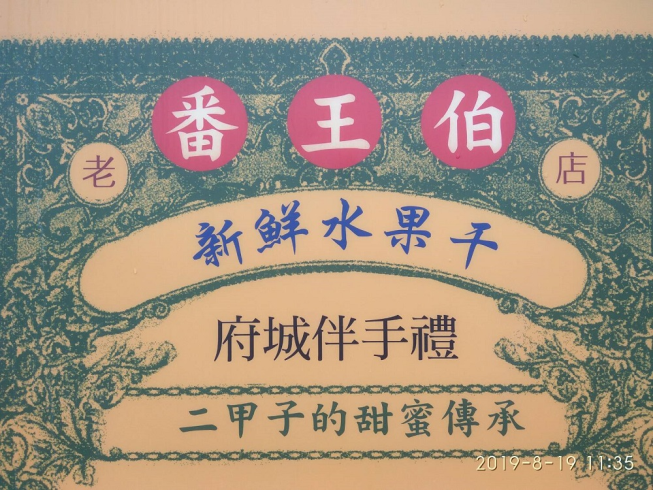 番王伯
老店
新鮮水果干
府城伴手禮
二甲子的甜蜜傳承
2019-8-19 11:35